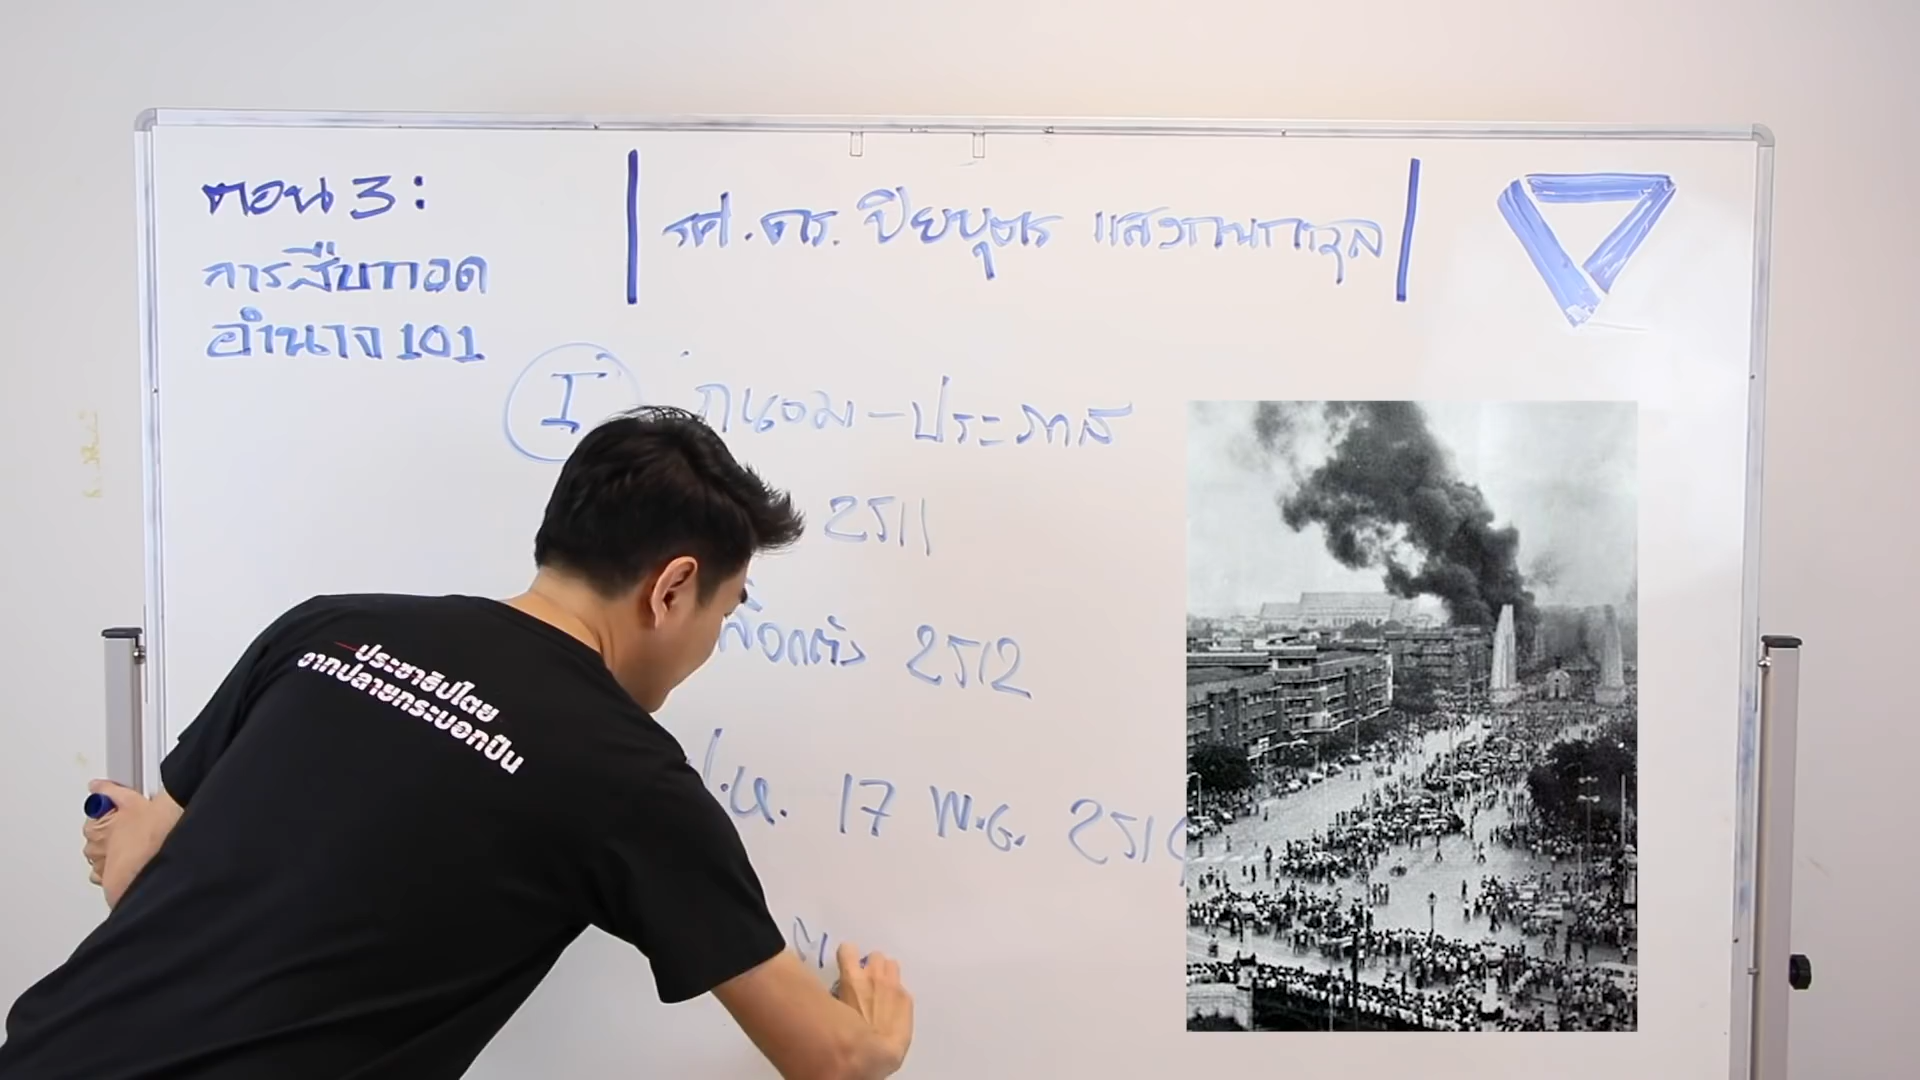 ตอน 3:
การสืบทอด
อำนาจ 101
รศ.ดร. ปิยบุตร แสงกนกกุล
I ถนอม-ประภาส
2511
เลือกตั้ง 2512
ป.ว. 17 พ.ย. 251
ประชาธิปไตย
จากปลายกระบอกปืน